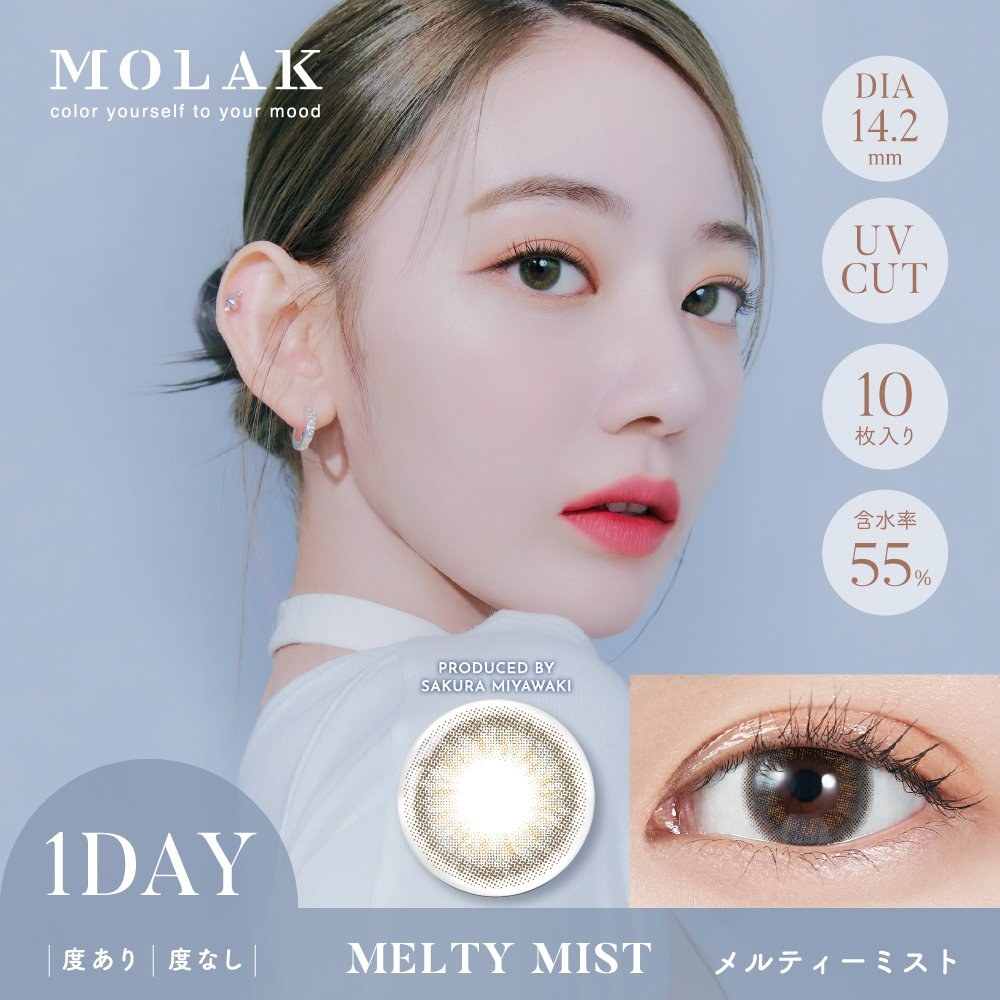 MOLAK
color yourself to your mood
DIA
14.2
mm
UV
CUT
10
枚入り
含水率
55%
PRODUCED BY
SAKURA MIYAWAKI
1DAY
|度あり|度なし|
MELTY MIST
メルティーミスト